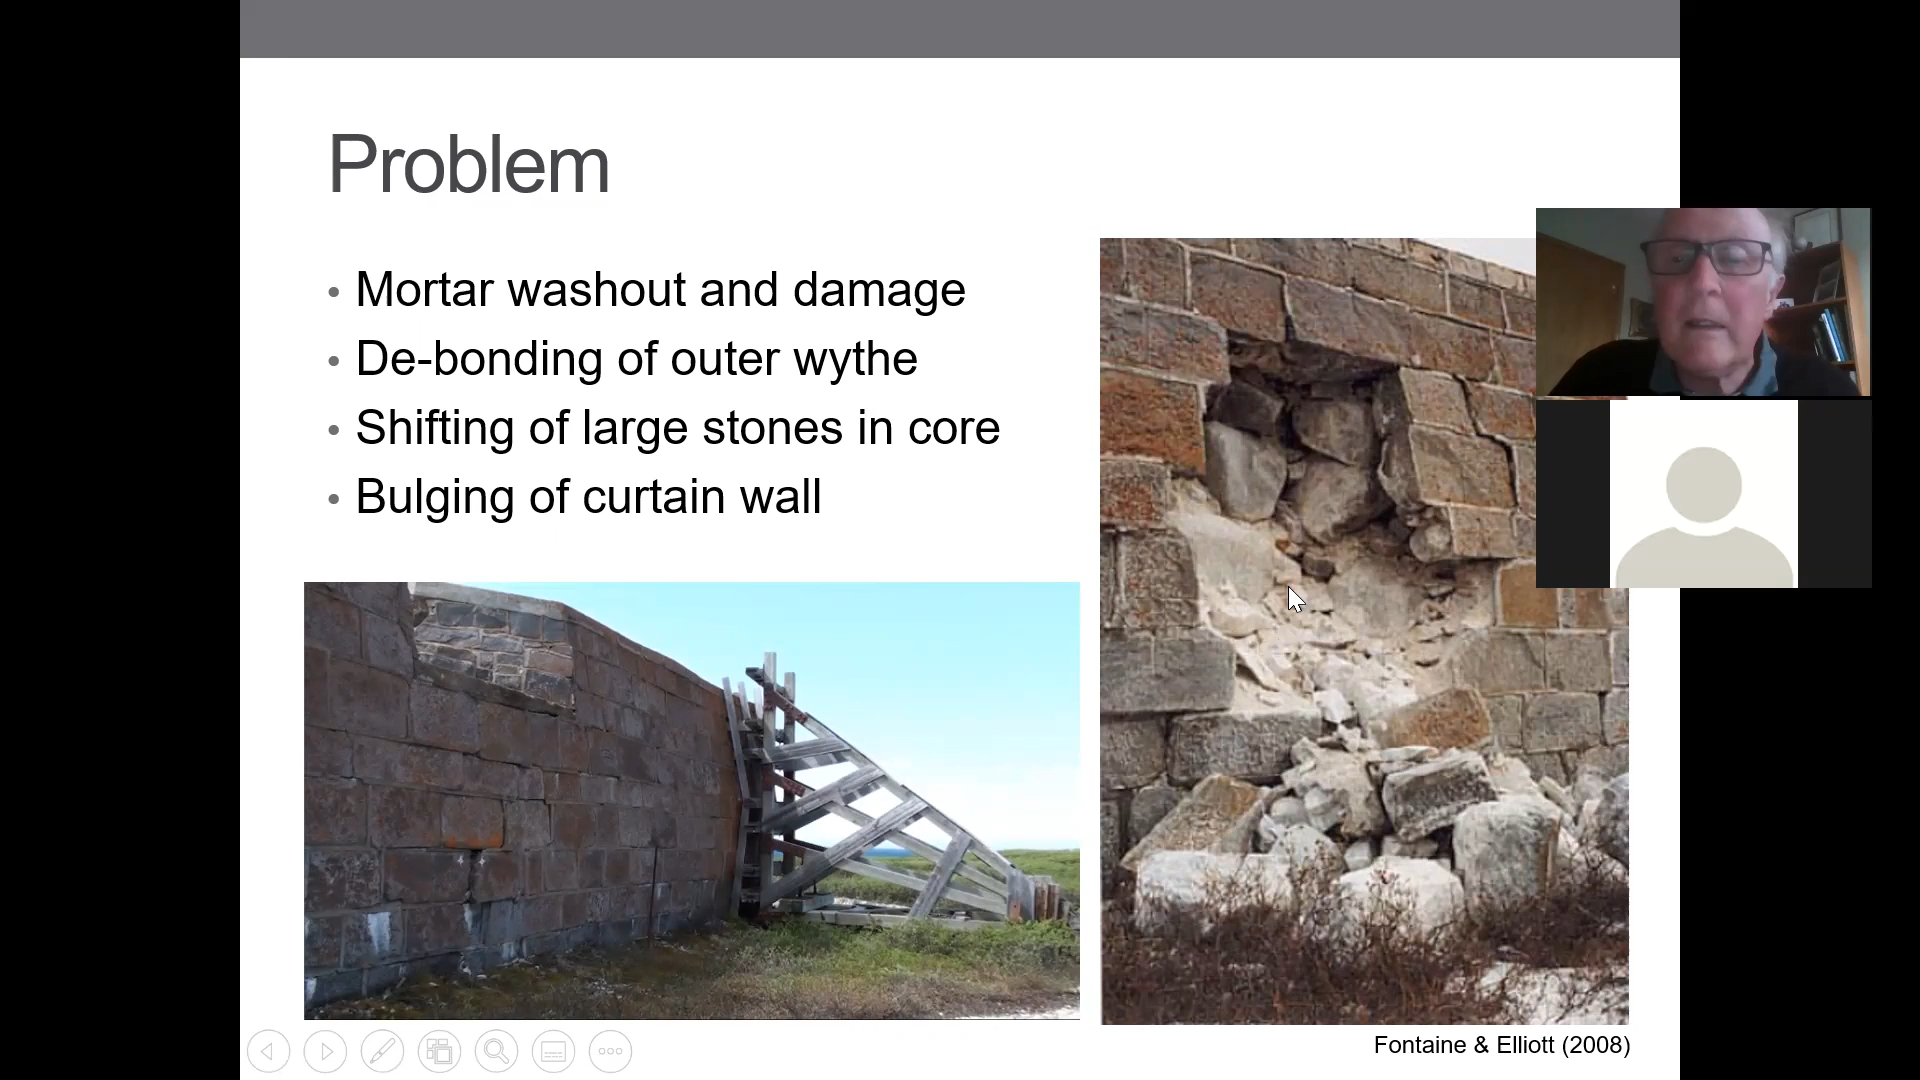 Problem
• Mortar washout and damage
• De-bonding of outer wythe
• Shifting of large stones in core
• Bulging of curtain wall
Fontaine & Elliott (2008)